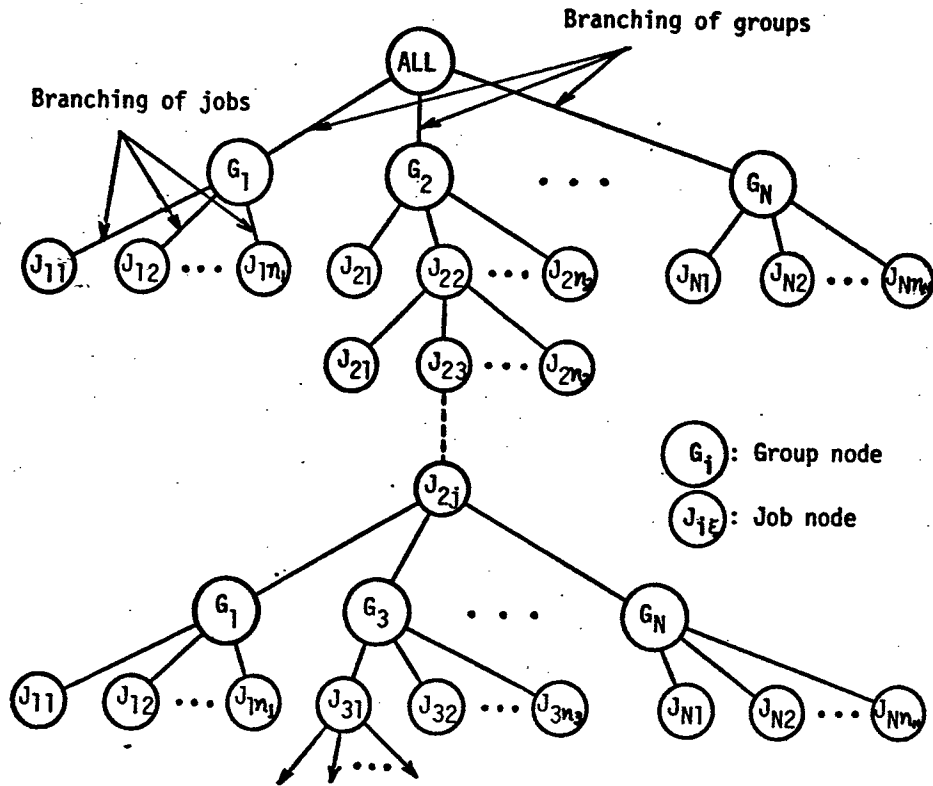 Branching of groups
ALL
Branching of jobs
G1 G2 ... GN
J11 J12 ... J1n1 J21 J22 ... J2n2 JN1 JN2 ... JNnN
J21 J23 ... J2n2
Gi : Group node
J2j
Jiξ : Job node
G1 G3 ... GN
J11 J12 ... J1n1 J31 J32 ... J3n3 JN1 JN2 ... JNnN
...